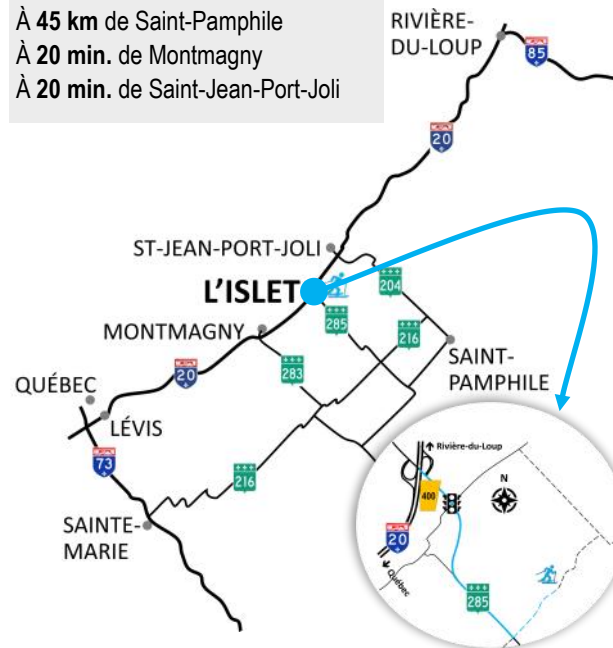 À 45 km de Saint-Pamphile
À 20 min. de Montmagny
À 20 min. de Saint-Jean-Port-Joli
RIVIÈRE-
DU-LOUP
85
20
ST-JEAN-PORT-JOLI
L'ISLET
204
285
216
MONTMAGNY
283
SAINT-
PAMPHILE
20
QUÉBEC
LÉVIS
73
216
SAINTE-
MARIE
Rivière-du-Loup
N
400
20
Québec
285